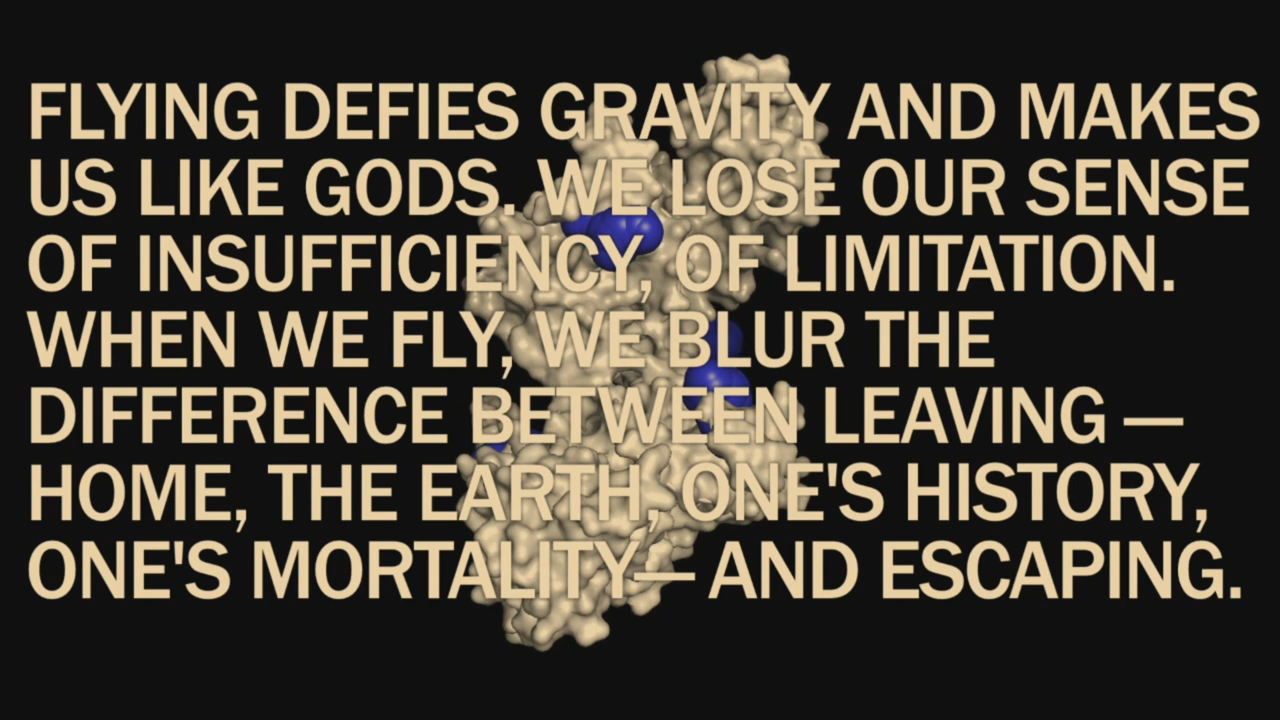 FLYING DEFIES GRAVITY AND MAKES
US LIKE GODS. WE LOSE OUR SENSE
OF INSUFFICIENCY, OF LIMITATION.
WHEN WE FLY, WE BLUR THE
DIFFERENCE BETWEEN LEAVING —
HOME, THE EARTH, ONE'S HISTORY,
ONE'S MORTALITY— AND ESCAPING.